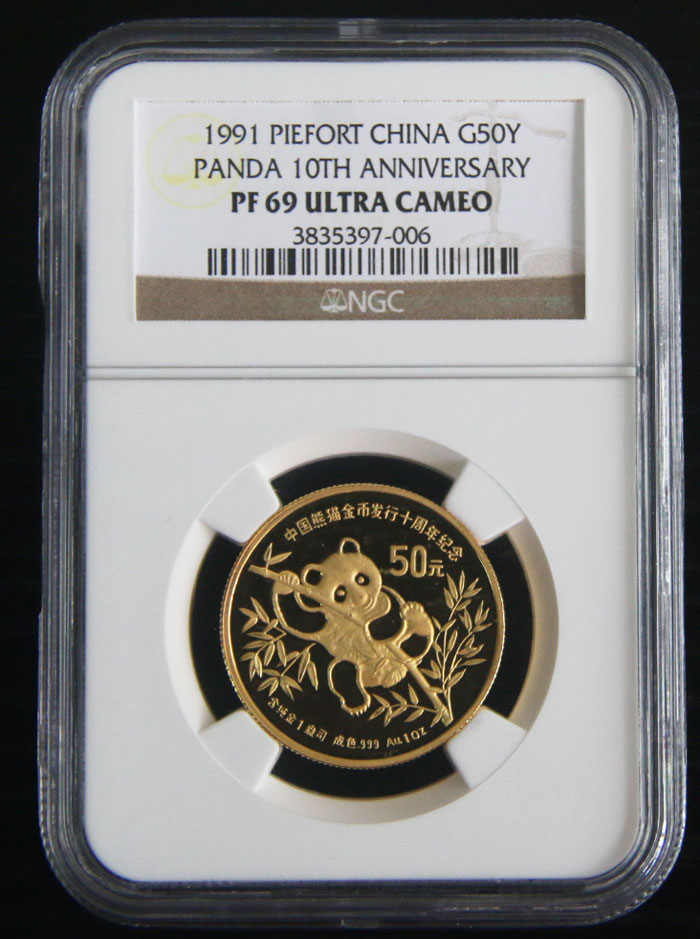 1991 PIEFORT CHINA G50Y
PANDA 10TH ANNIVERSARY
PF 69 ULTRA CAMEO
3835397-006
NGC
中国熊猫金币发行十周年纪念
50元
含纯金1盎司 成色.999 Au 1 OZ